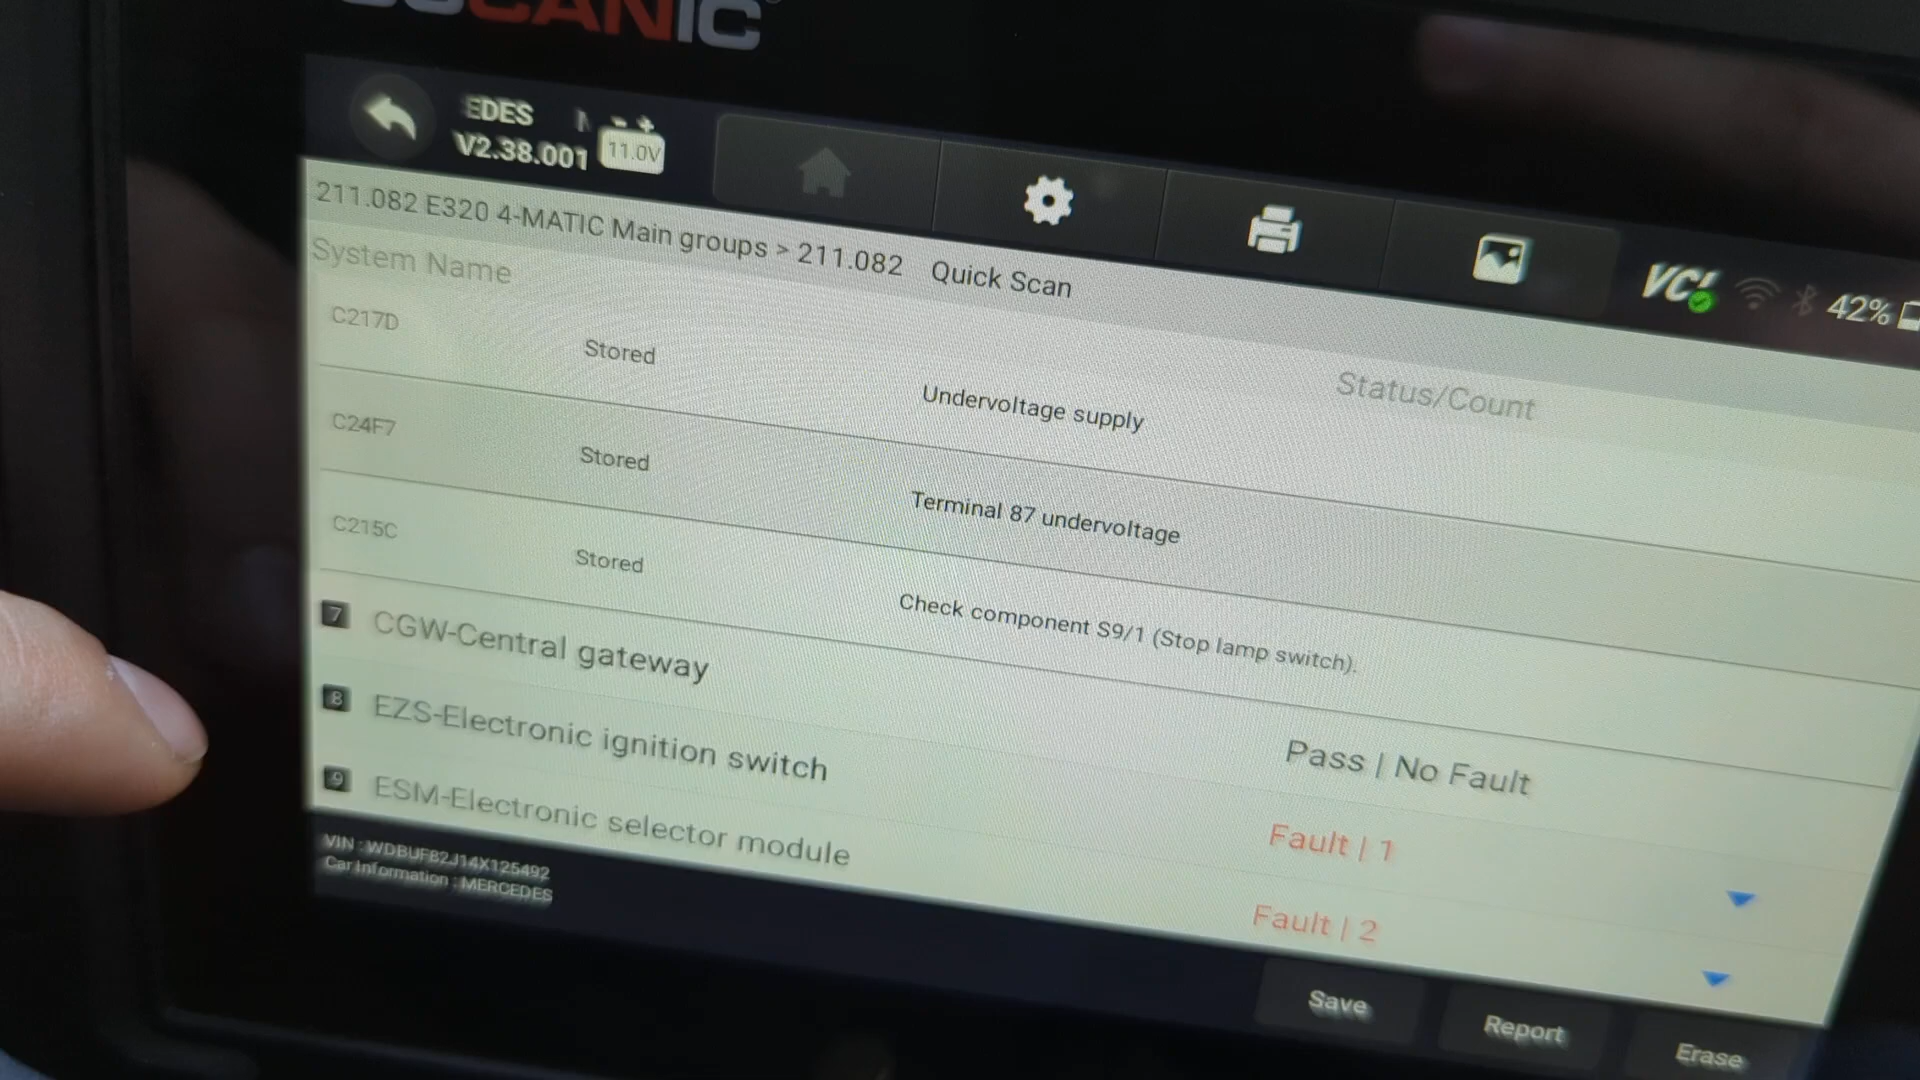 EDES
V2.38.001
11.0V
42%
211.082 E320 4-MATIC Main groups > 211.082 Quick Scan
System Name
Status/Count
C217D Stored Undervoltage supply
C24F7 Stored Terminal 87 undervoltage
C215C Stored Check component S9/1 (Stop lamp switch).
7 CGW-Central gateway Pass | No Fault
8 EZS-Electronic ignition switch Fault | 1
9 ESM-Electronic selector module Fault | 2
VIN : WDBUF82J14X125492
Car Information : MERCEDES
Save Report Erase